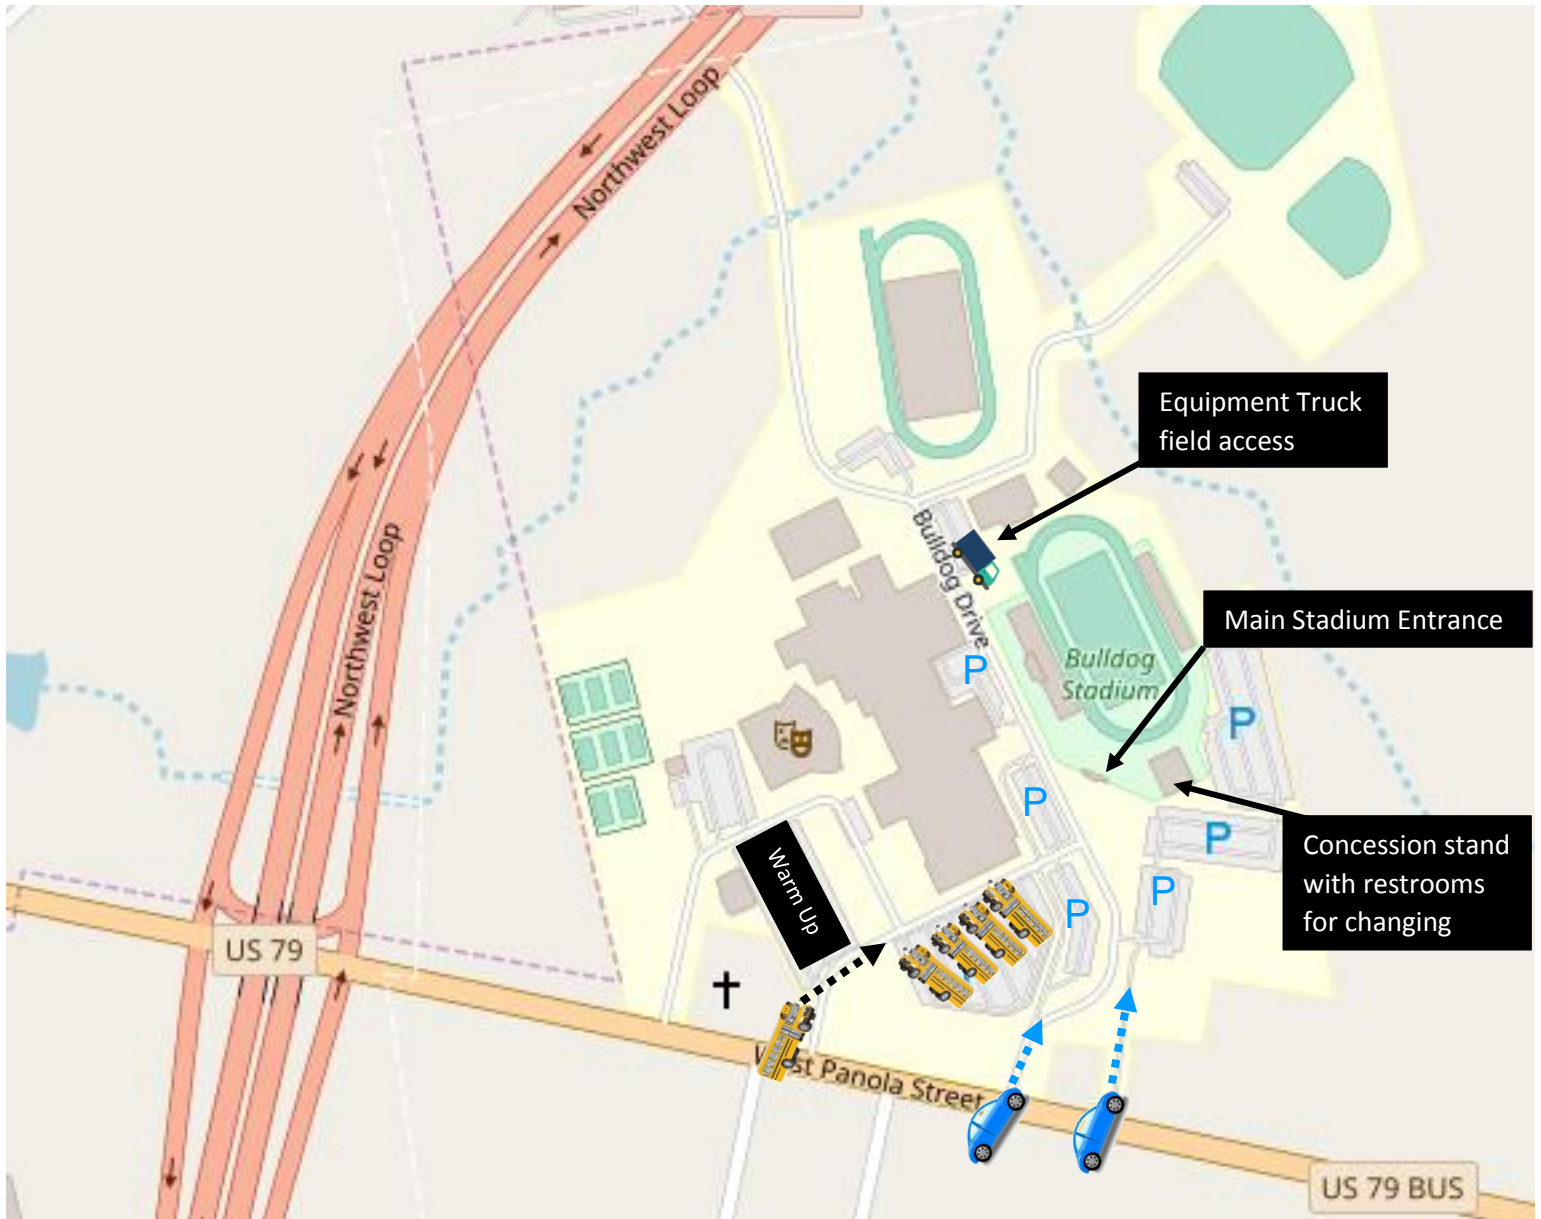 Northwest Loop
Equipment Truck
field access
Bulldog Drive
Northwest Loop
Main Stadium Entrance
Bulldog
Stadium
P
P
P
P
Concession stand
with restrooms
for changing
Warm Up
P
P
US 79
st Panola Street
US 79 BUS